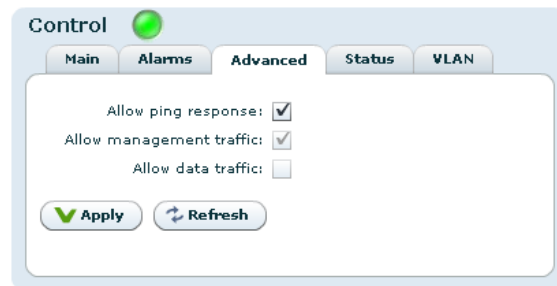 Control
Main Alarms Advanced Status VLAN
Allow ping response:
Allow management traffic:
Allow data traffic:
Apply Refresh